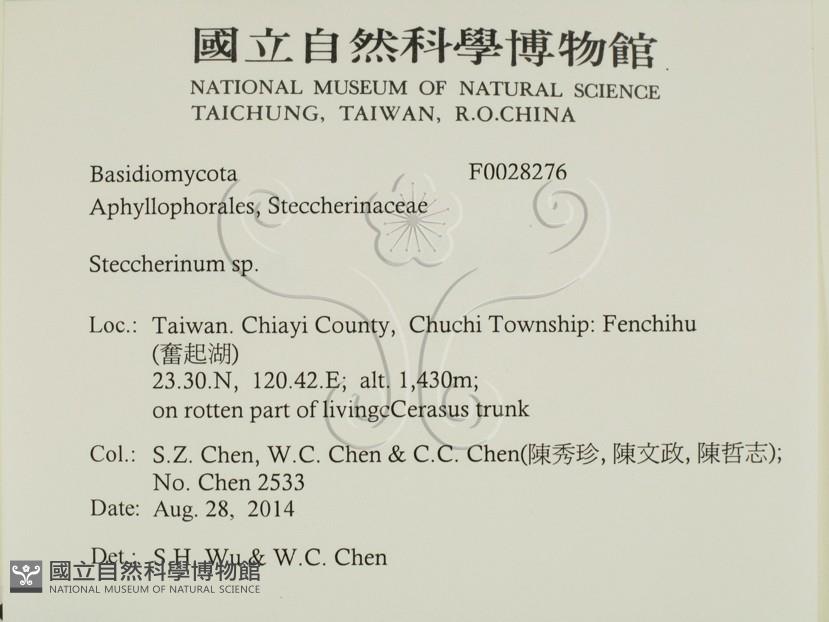 國立自然科學博物館
NATIONAL MUSEUM OF NATURAL SCIENCE
TAICHUNG, TAIWAN, R.O.CHINA
Basidiomycota F0028276
Aphyllophorales, Steccherinaceae
Steccherinum sp.
Loc.: Taiwan. Chiayi County, Chuchi Township: Fenchihu
(奮起湖)
23.30.N, 120.42.E; alt. 1,430m;
on rotten part of livingcCerasus trunk
Col.: S.Z. Chen, W.C. Chen & C.C. Chen(陳秀珍, 陳文政, 陳哲志);
No. Chen 2533
Date: Aug. 28, 2014
Det.: S.H. Wu & W.C. Chen
國立自然科學博物館
NATIONAL MUSEUM OF NATURAL SCIENCE